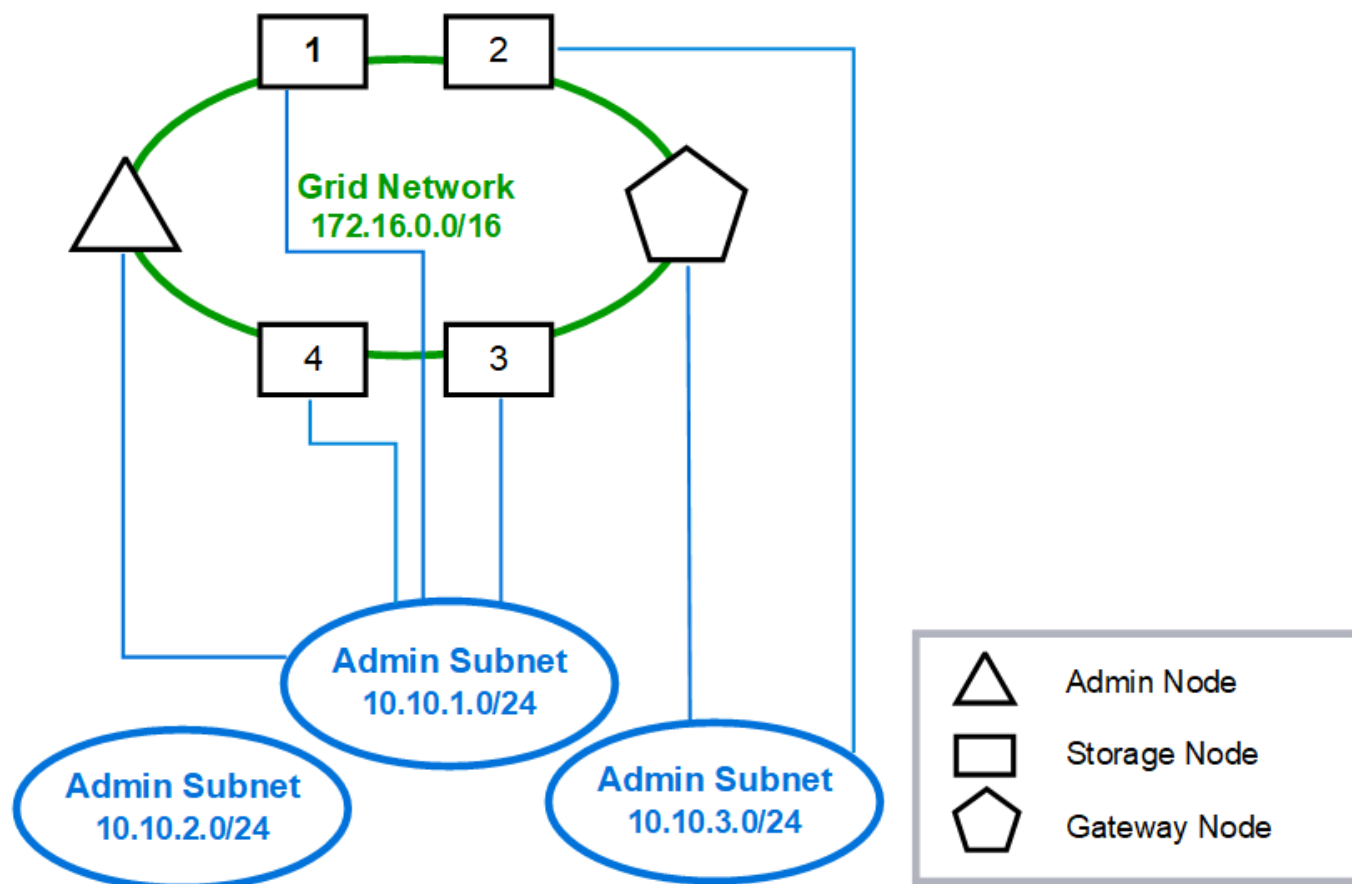 1
2
Grid Network
172.16.0.0/16
4
3
Admin Subnet
10.10.1.0/24
Admin Subnet
10.10.2.0/24
Admin Subnet
10.10.3.0/24
Admin Node
Storage Node
Gateway Node